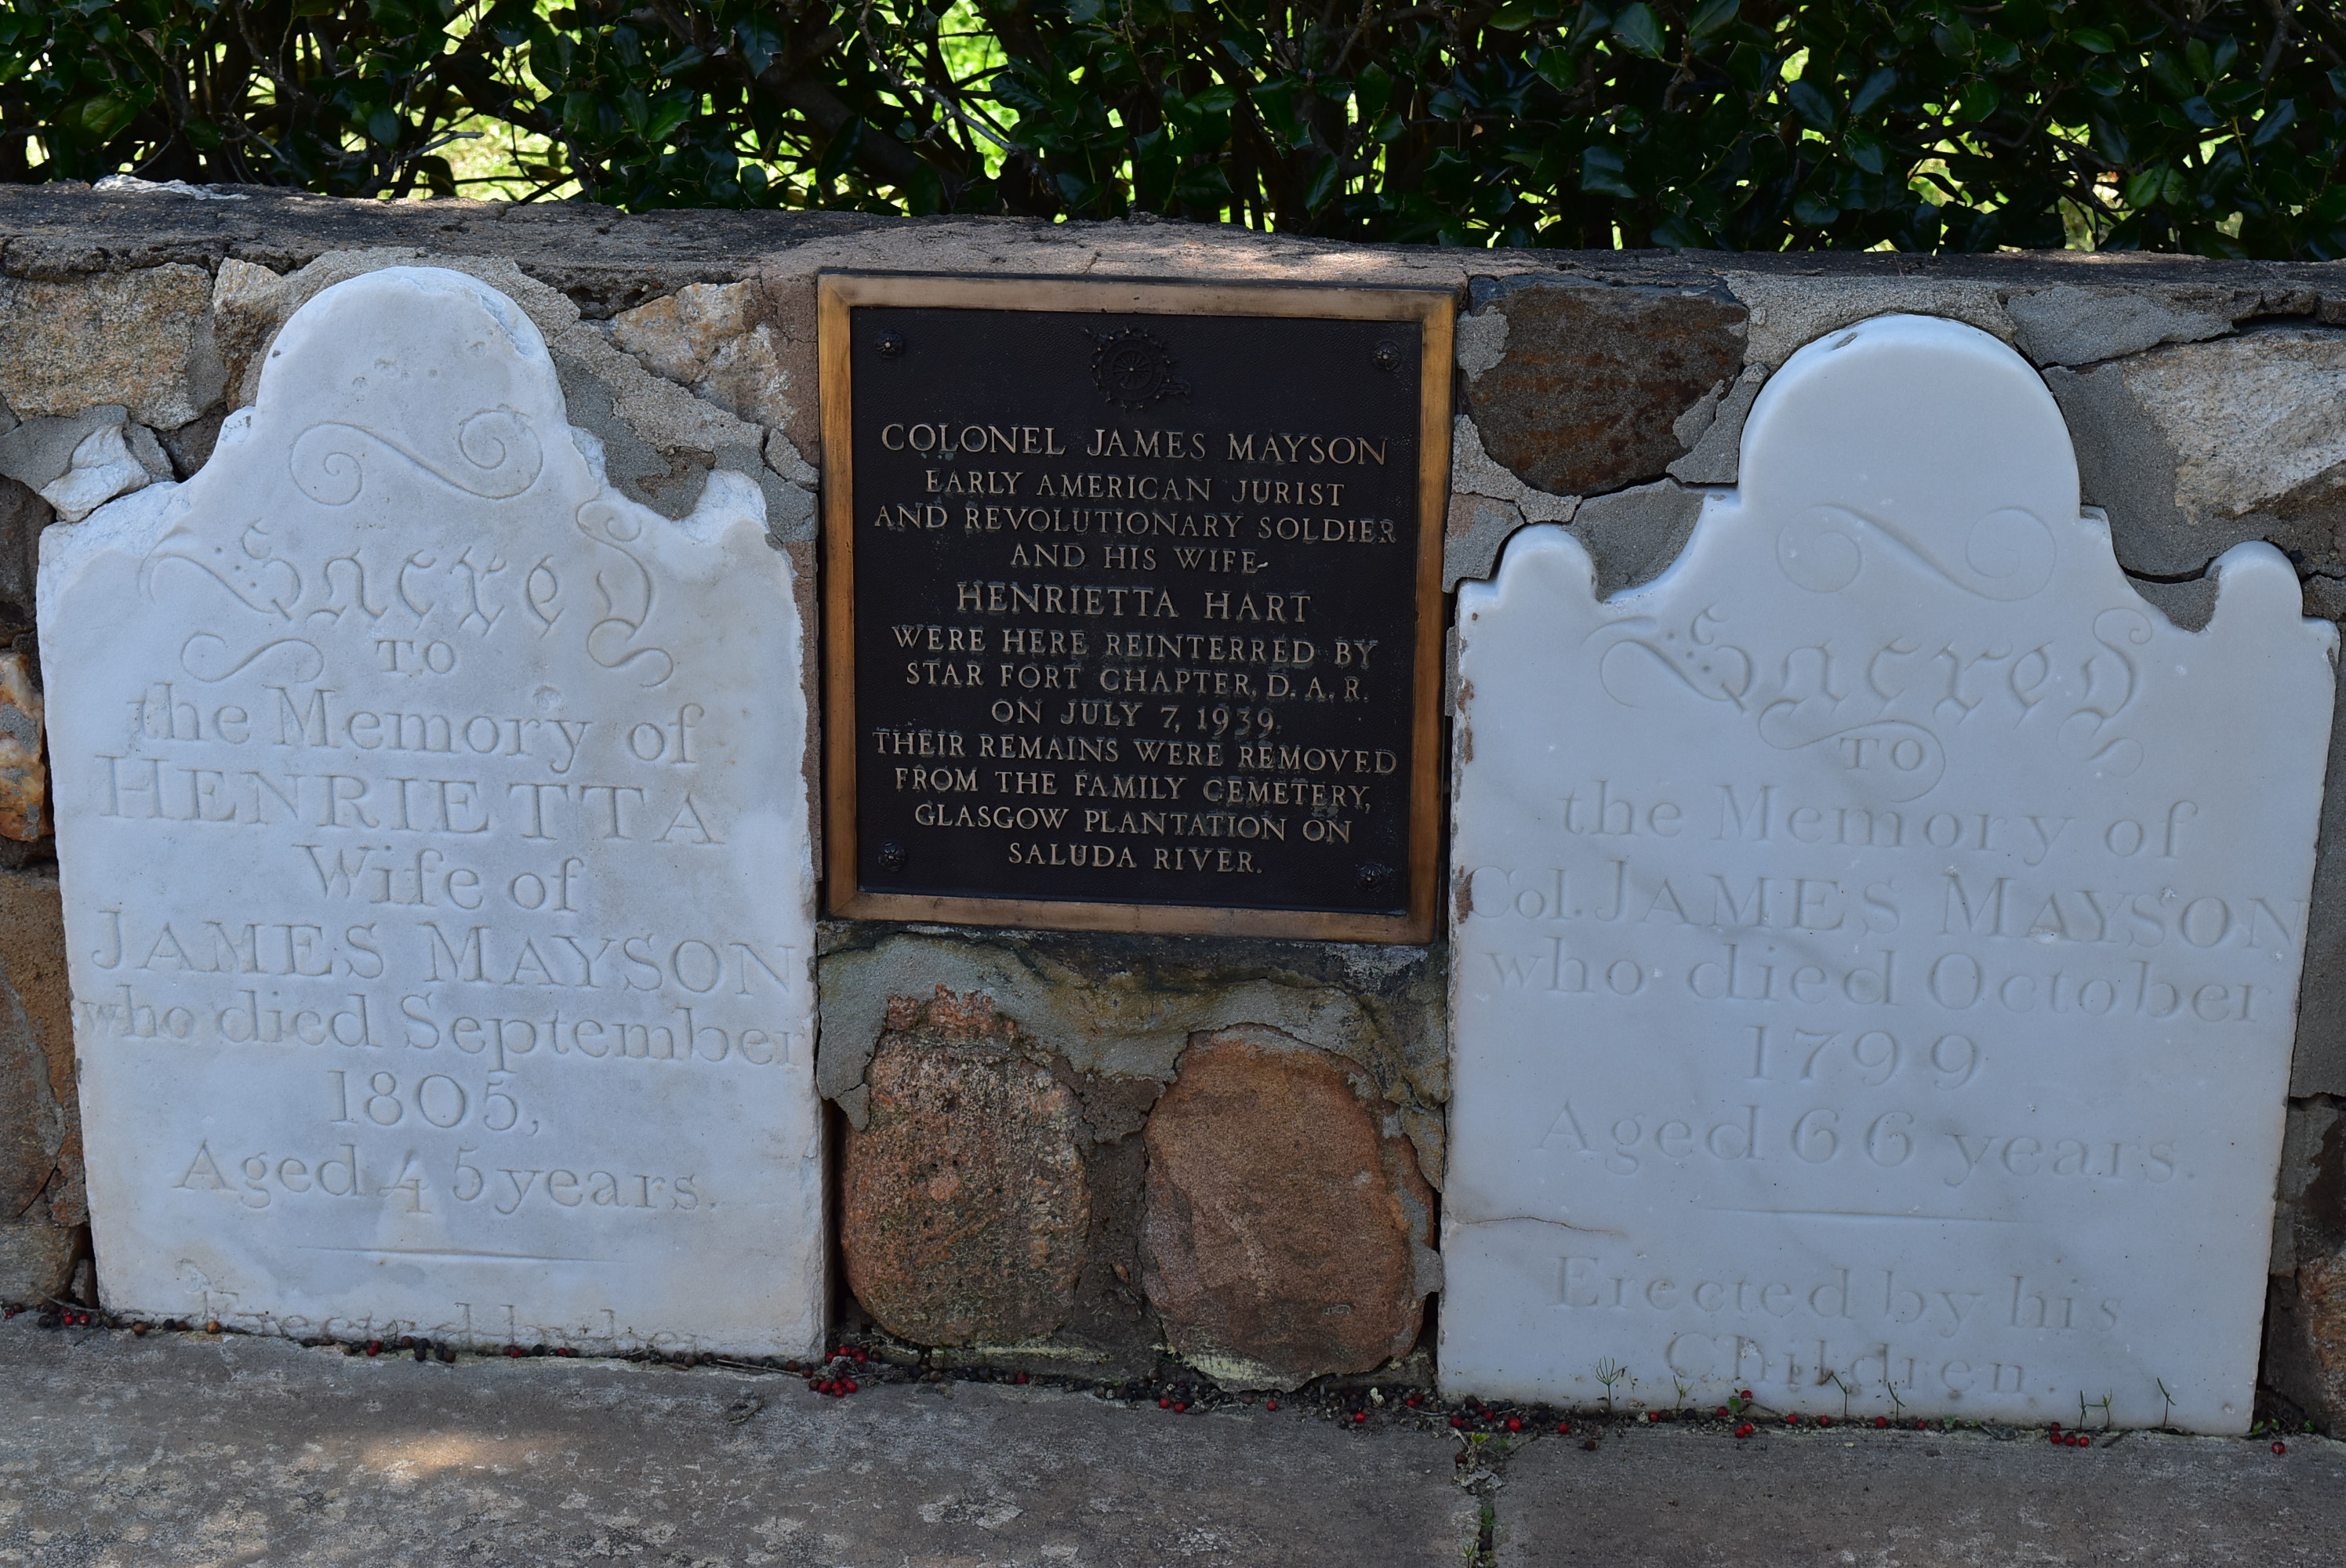 Sacred
TO
the Memory of
HENRIETTA
Wife of
JAMES MAYSON
who died September
1805,
Aged 45 years.
Erected by her
COLONEL JAMES MAYSON
EARLY AMERICAN JURIST
AND REVOLUTIONARY SOLDIER
AND HIS WIFE-
HENRIETTA HART
WERE HERE REINTERRED BY
STAR FORT CHAPTER, D.A.R.
ON JULY 7, 1939.
THEIR REMAINS WERE REMOVED
FROM THE FAMILY CEMETERY,
GLASGOW PLANTATION ON
SALUDA RIVER.
Sacred
TO
the Memory of
Col. JAMES MAYSON
who died October
1799
Aged 66 years.
Erected by his
Children.